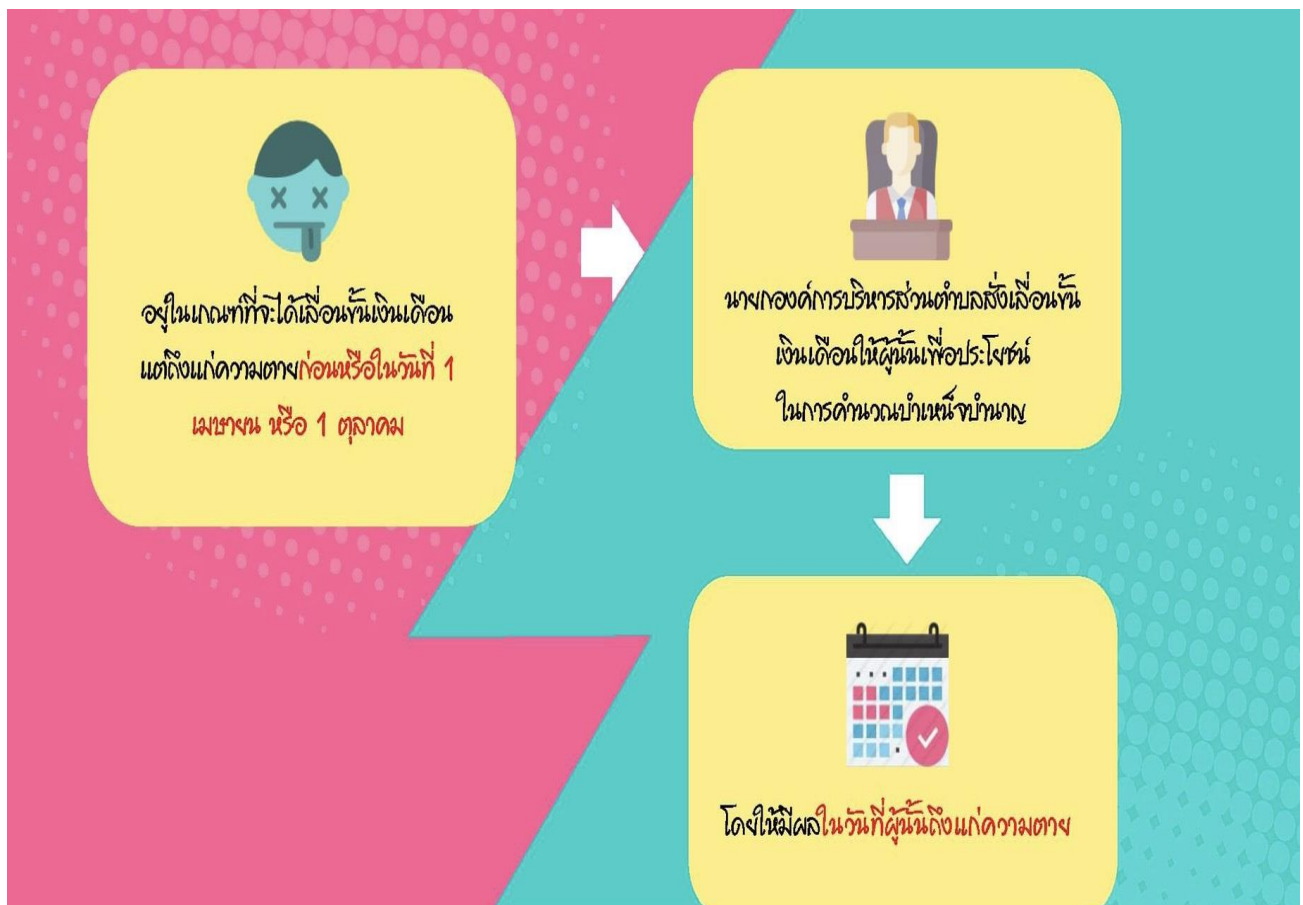 อยู่ในเกณฑ์ที่จะได้เลื่อนขั้นเงินเดือน
แต่ถึงแก่ความตายก่อนหรือในวันที่ 1
เมษายน หรือ 1 ตุลาคม
นายกองค์การบริหารส่วนตำบลสั่งเลื่อนขั้น
เงินเดือนให้ผู้นั้นเพื่อประโยชน์
ในการคำนวณบำเหน็จบำนาญ
โดยให้มีผลในวันที่ผู้นั้นถึงแก่ความตาย